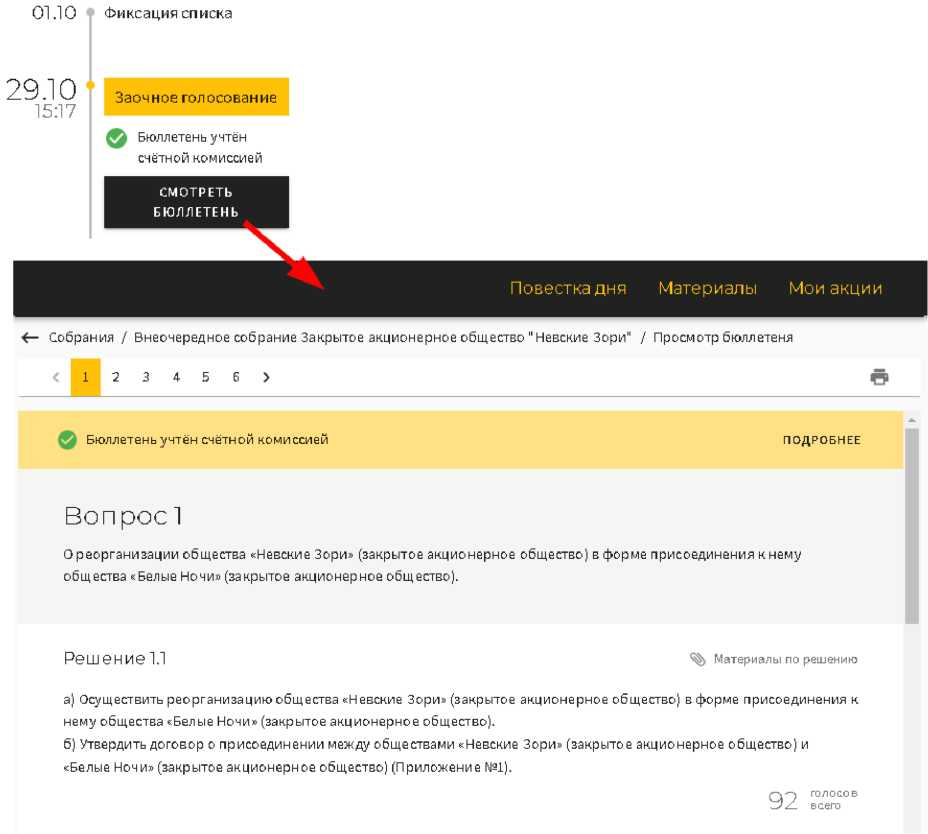 01.10 Фиксация списка
29.10 Заочное голосование
15:17
Бюллетень учтён
счётной комиссией
СМОТРЕТЬ
БЮЛЛЕТЕНЬ
Повестка дня Материалы Мои акции
← Собрания / Внеочередное собрание Закрытое акционерное общество "Невские Зори" / Просмотр бюллетеня
< 1 2 3 4 5 6 >
Бюллетень учтён счётной комиссией ПОДРОБНЕЕ
Вопрос 1
О реорганизации общества «Невские Зори» (закрытое акционерное общество) в форме присоединения к нему
общества «Белые Ночи» (закрытое акционерное общество).
Решение 1.1 Материалы по решению
а) Осуществить реорганизацию общества «Невские Зори» (закрытое акционерное общество) в форме присоединения к
нему общества «Белые Ночи» (закрытое акционерное общество).
б) Утвердить договор о присоединении между обществами «Невские Зори» (закрытое акционерное общество) и
«Белые Ночи» (закрытое акционерное общество) (Приложение №1).
92 голосов
всего